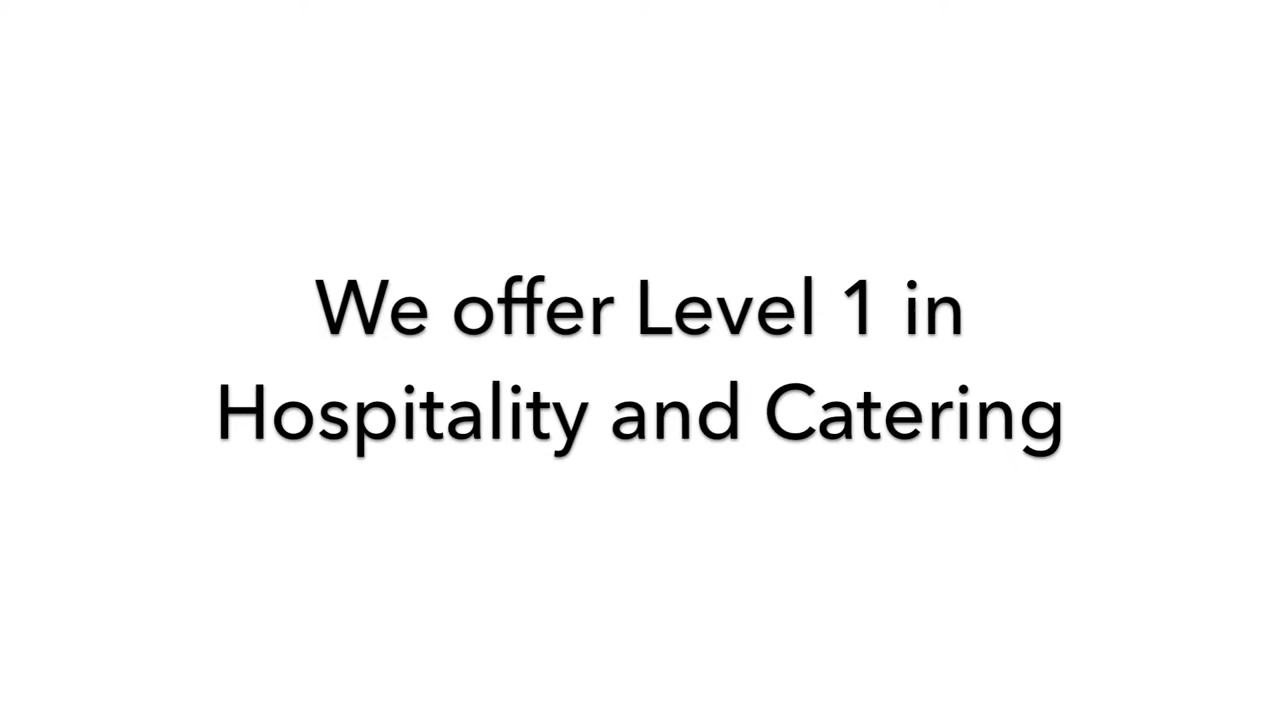 We offer Level 1 in
Hospitality and Catering